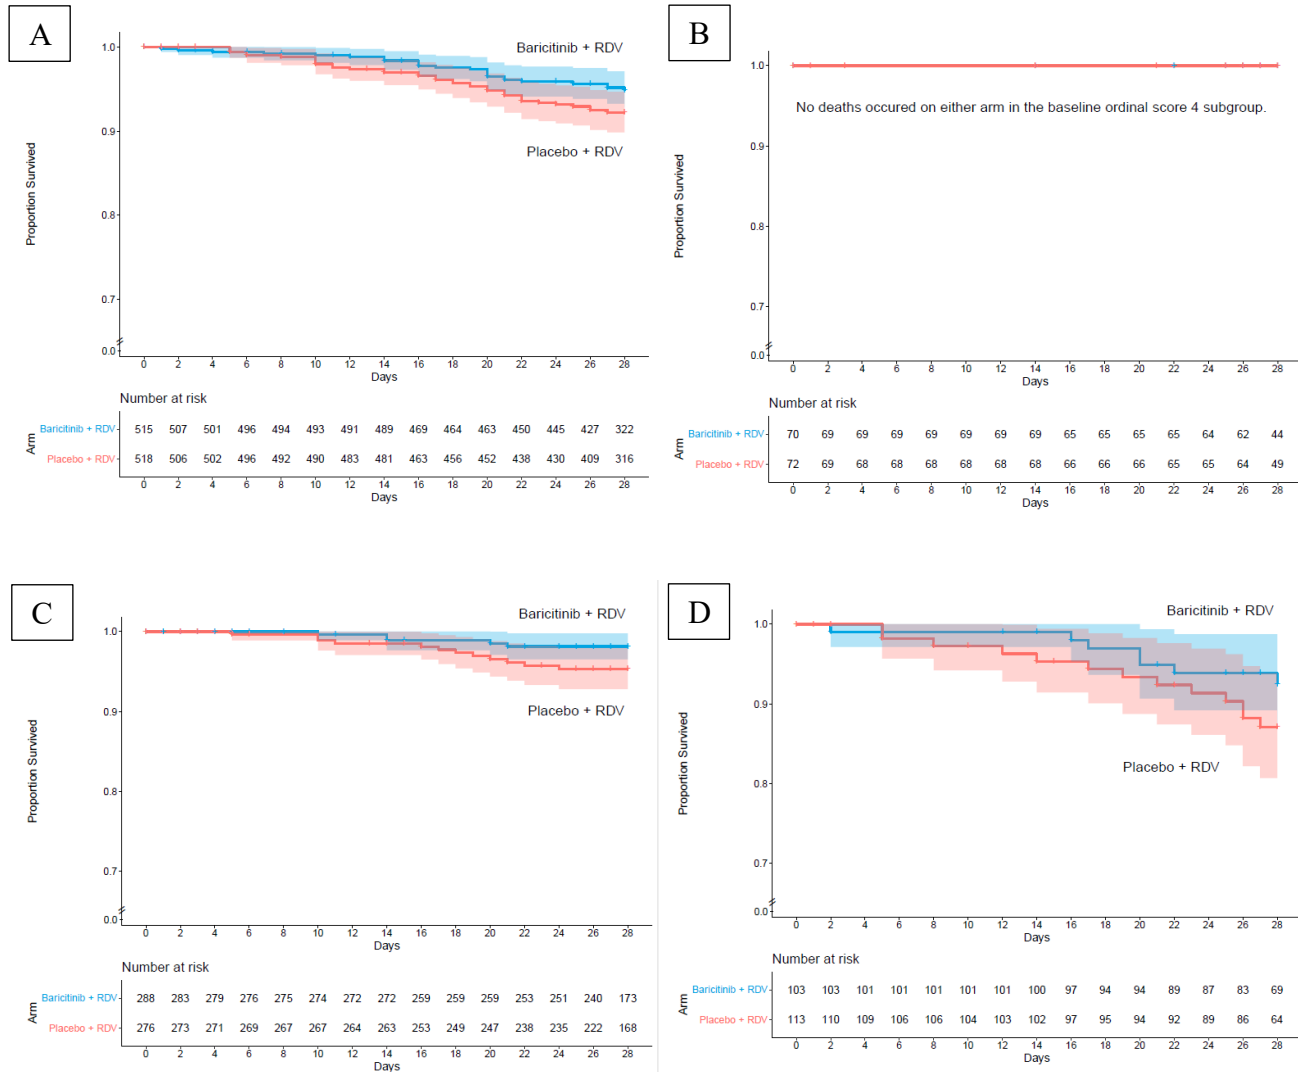 A
1.0
0.9
0.8
0.7
0.0
Proportion Survived
Baricitinib + RDV
Placebo + RDV
0 2 4 6 8 10 12 14 16 18 20 22 24 26 28
Days
Number at risk
Arm
Baricitinib + RDV 515 507 501 496 494 493 491 489 469 464 463 450 445 427 322
Placebo + RDV 518 506 502 496 492 490 483 481 463 456 452 438 430 409 316
0 2 4 6 8 10 12 14 16 18 20 22 24 26 28
Days
B
1.0
0.9
0.8
0.7
0.0
Proportion Survived
No deaths occured on either arm in the baseline ordinal score 4 subgroup.
0 2 4 6 8 10 12 14 16 18 20 22 24 26 28
Days
Number at risk
Arm
Baricitinib + RDV 70 69 69 69 69 69 69 69 65 65 65 65 64 62 44
Placebo + RDV 72 69 68 68 68 68 68 68 66 66 66 65 65 64 49
0 2 4 6 8 10 12 14 16 18 20 22 24 26 28
Days
C
1.0
0.9
0.8
0.7
0.0
Proportion Survived
Baricitinib + RDV
Placebo + RDV
0 2 4 6 8 10 12 14 16 18 20 22 24 26 28
Days
Number at risk
Arm
Baricitinib + RDV 288 283 279 276 275 274 272 272 259 259 259 253 251 240 173
Placebo + RDV 276 273 271 269 267 267 264 263 253 249 247 238 235 222 168
0 2 4 6 8 10 12 14 16 18 20 22 24 26 28
Days
D
1.0
0.9
0.8
0.7
0.0
Proportion Survived
Baricitinib + RDV
Placebo + RDV
0 2 4 6 8 10 12 14 16 18 20 22 24 26 28
Days
Number at risk
Arm
Baricitinib + RDV 103 103 101 101 101 101 101 100 97 94 94 89 87 83 69
Placebo + RDV 113 110 109 106 106 104 103 102 97 95 94 92 89 86 64
0 2 4 6 8 10 12 14 16 18 20 22 24 26 28
Days